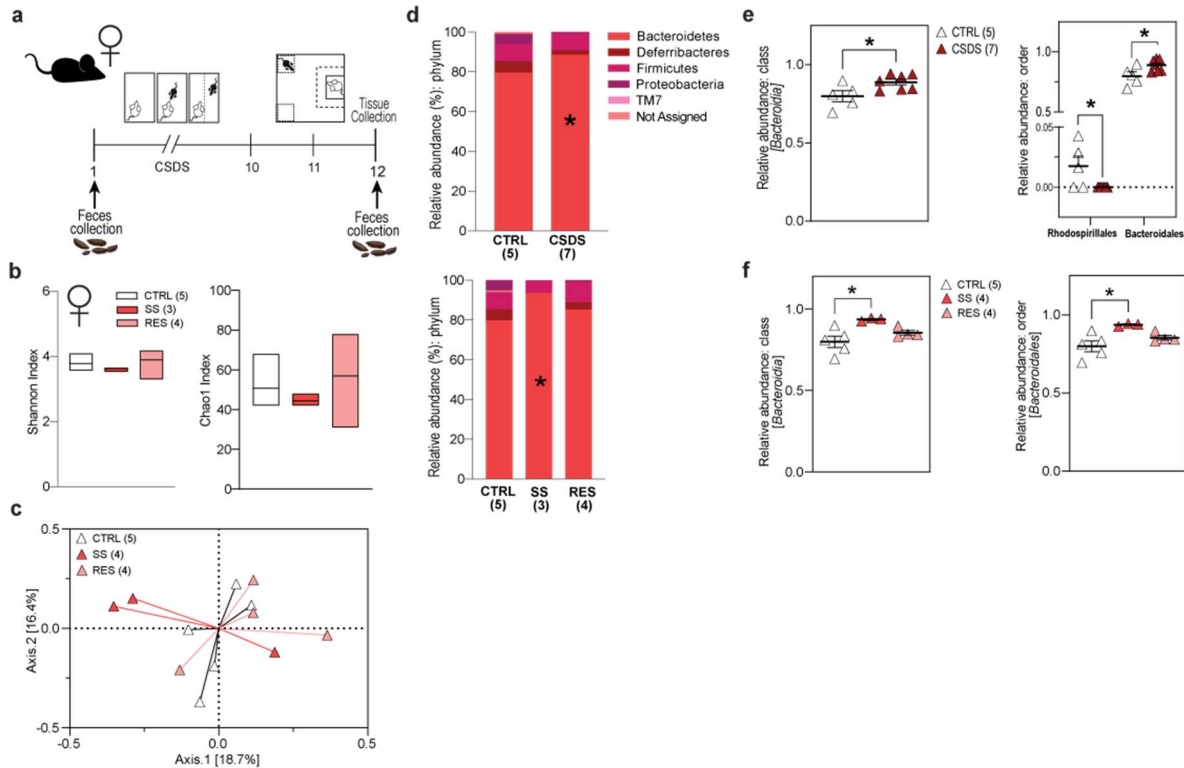 a
♀
Tissue
Collection
1
CSDS
10
11
12
Feces
collection
Feces
collection
b
♀
CTRL (5)
SS (3)
RES (4)
Shannon Index
6
4
2
0
Chao1 Index
100
80
60
40
20
0
c
CTRL (5)
SS (4)
RES (4)
Axis.2 [16.4%]
0.5
0.0
-0.5
-0.5
0.0
0.5
Axis.1 [18.7%]
d
Relative abundance (%): phylum
100
80
60
40
20
0
*
CTRL
(5)
CSDS
(7)
Bacteroidetes
Deferribacteres
Firmicutes
Proteobacteria
TM7
Not Assigned
Relative abundance (%): phylum
100
80
60
40
20
0
*
CTRL
(5)
SS
(3)
RES
(4)
e
Relative abundance: class
[Bacteroidia]
1.0
0.5
0.0
*
CTRL (5)
CSDS (7)
Relative abundance: order
1.0
0.5
0.05
0.00
*
*
Rhodospirillales
Bacteroidales
f
Relative abundance: class
[Bacteroidia]
1.0
0.5
0.0
*
CTRL (5)
SS (4)
RES (4)
Relative abundance: order
[Bacteroidales]
1.0
0.5
0.0
*